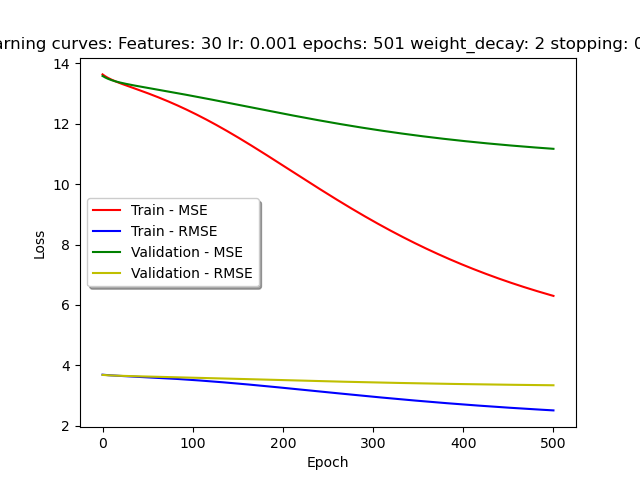 arning curves: Features: 30 lr: 0.001 epochs: 501 weight_decay: 2 stopping: 0
14
12
10
8
6
4
2
Loss
Train - MSE
Train - RMSE
Validation - MSE
Validation - RMSE
0 100 200 300 400 500
Epoch